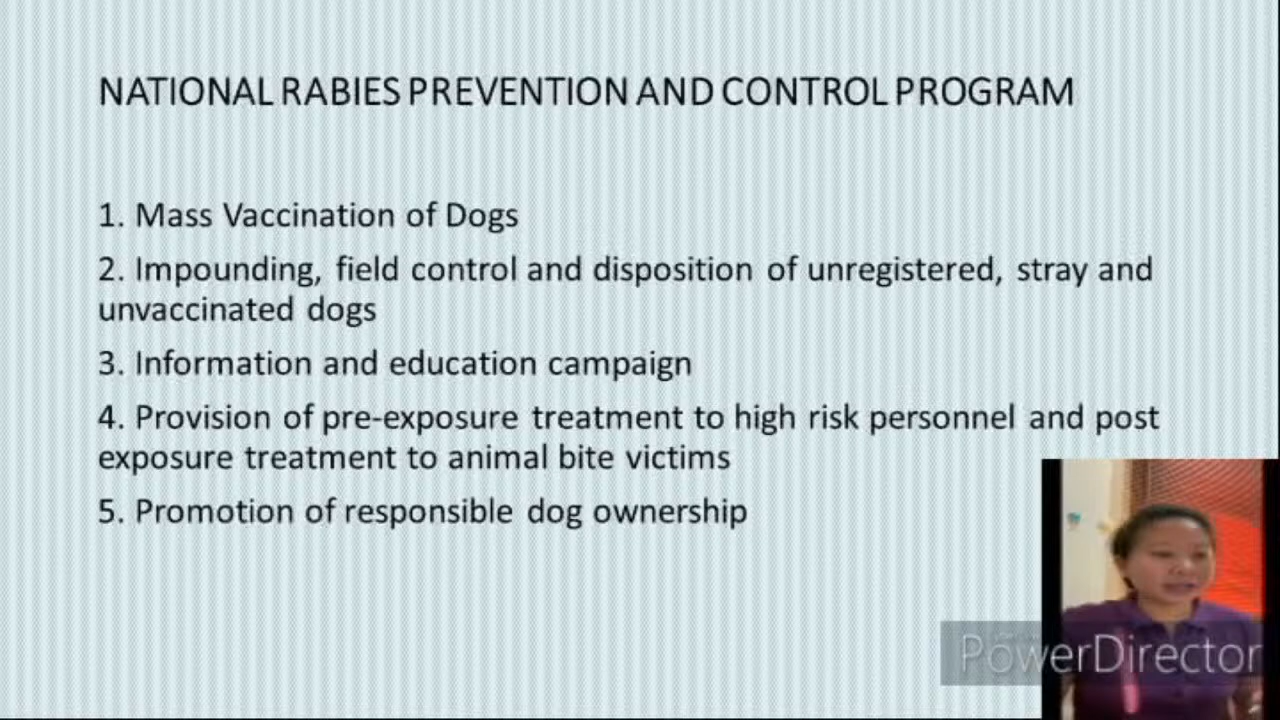 NATIONAL RABIES PREVENTION AND CONTROL PROGRAM
1. Mass Vaccination of Dogs
2. Impounding, field control and disposition of unregistered, stray and
unvaccinated dogs
3. Information and education campaign
4. Provision of pre-exposure treatment to high risk personnel and post
exposure treatment to animal bite victims
5. Promotion of responsible dog ownership
PowerDirector